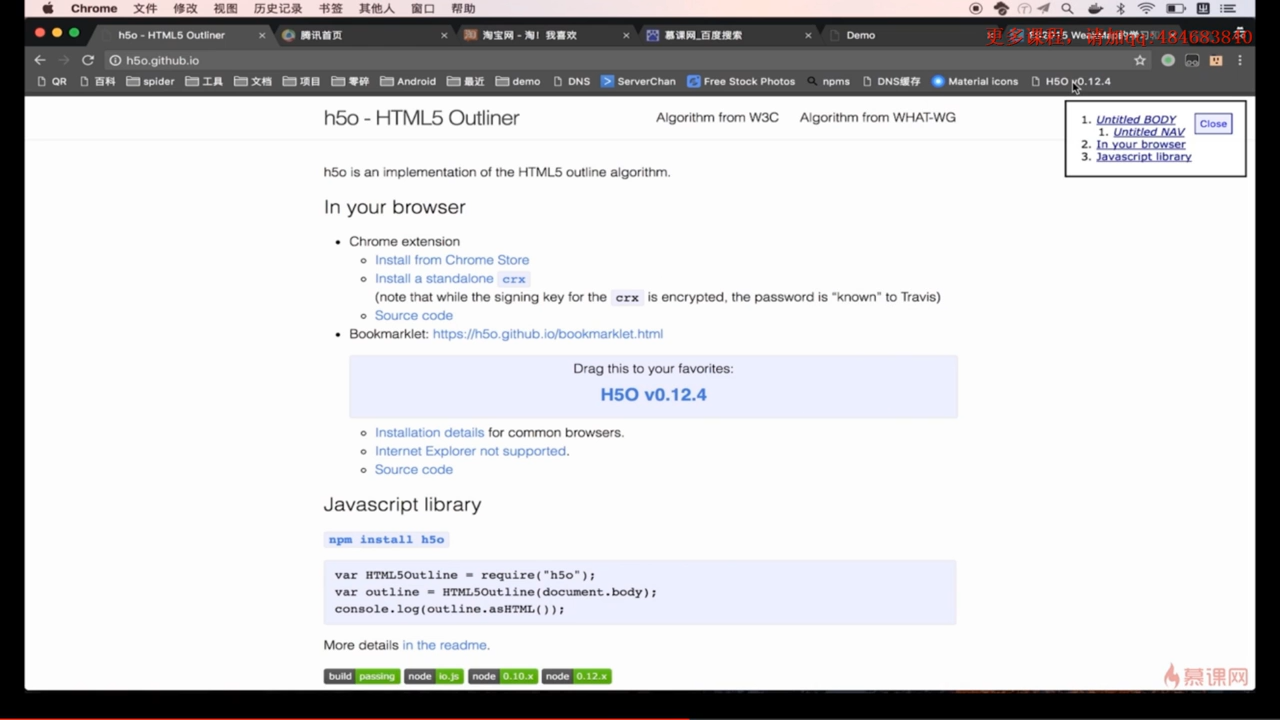 Chrome 文件 修改 视图 历史记录 书签 其他人 窗口 帮助
h5o - HTML5 Outliner 腾讯首页 淘宝网 - 淘！我喜欢 慕课网_百度搜索 Demo
更多课程，请加qq:484683840
h5o.github.io
QR 百科 spider 工具 文档 项目 零碎 Android 最近 demo DNS ServerChan Free Stock Photos npms DNS缓存 Material icons H5O v0.12.4
h5o - HTML5 Outliner Algorithm from W3C Algorithm from WHAT-WG
1. Untitled BODY
1. Untitled NAV
2. In your browser
3. Javascript library
Close
h5o is an implementation of the HTML5 outline algorithm.
In your browser
Chrome extension
Install from Chrome Store
Install a standalone crx
(note that while the signing key for the crx is encrypted, the password is “known” to Travis)
Source code
Bookmarklet: https://h5o.github.io/bookmarklet.html
Drag this to your favorites:
H5O v0.12.4
Installation details for common browsers.
Internet Explorer not supported.
Source code
Javascript library
npm install h5o
var HTML5Outline = require("h5o");
var outline = HTML5Outline(document.body);
console.log(outline.asHTML());
More details in the readme.
build passing node io.js node 0.10.x node 0.12.x
慕课网